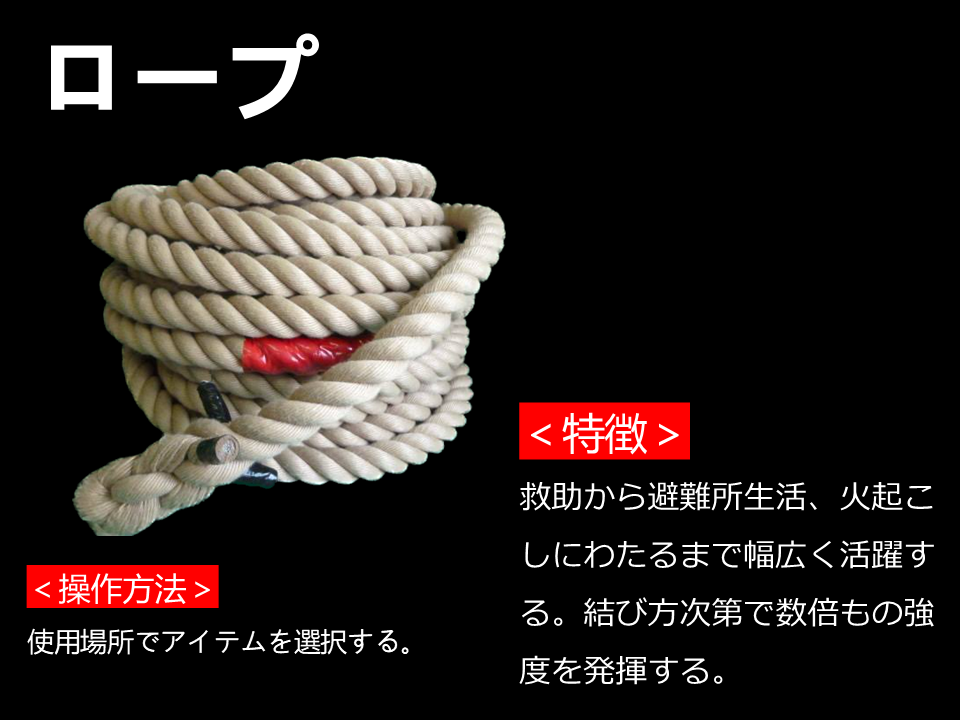 ロープ
＜特徴＞
救助から避難所生活、火起こ
しにわたるまで幅広く活躍す
る。結び方次第で数倍もの強
度を発揮する。
＜操作方法＞
使用場所でアイテムを選択する。